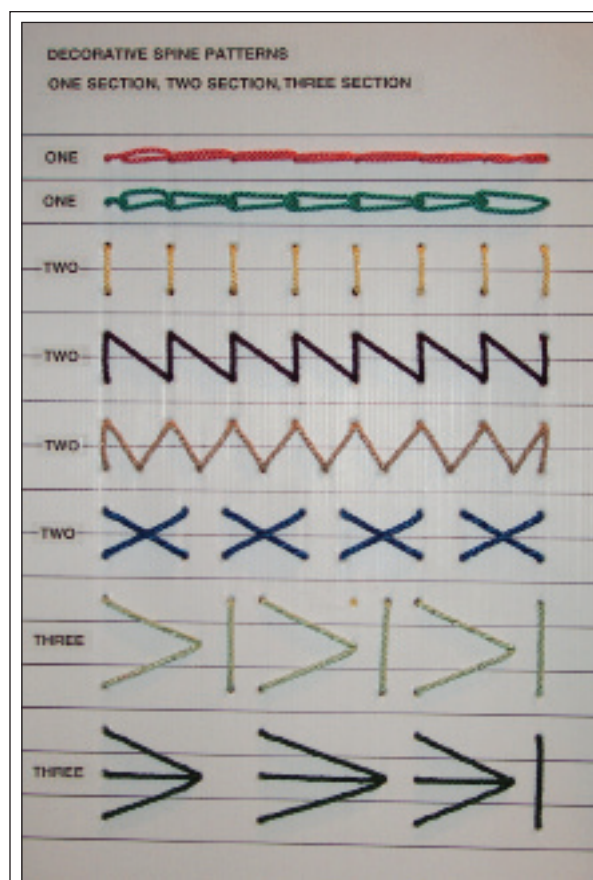 DECORATIVE SPINE PATTERNS
ONE SECTION, TWO SECTION, THREE SECTION
ONE
ONE
TWO
TWO
TWO
TWO
THREE
THREE